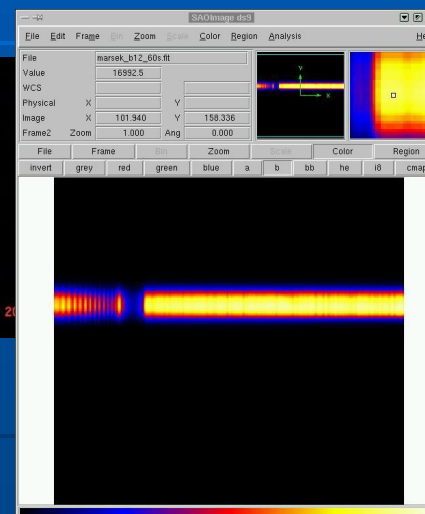 SAOImage ds9
File Edit Frame Bin Zoom Scale Color Region Analysis He
File marsek_b12_60s.fit
Value 16992.5
WCS
Physical X Y
Image X 101.940 Y 158.336
Frame2 Zoom 1.000 Ang 0.000
File Frame Bin Zoom Scale Color Region
invert grey red green blue a b bb he i8 cmap
Y
X
20